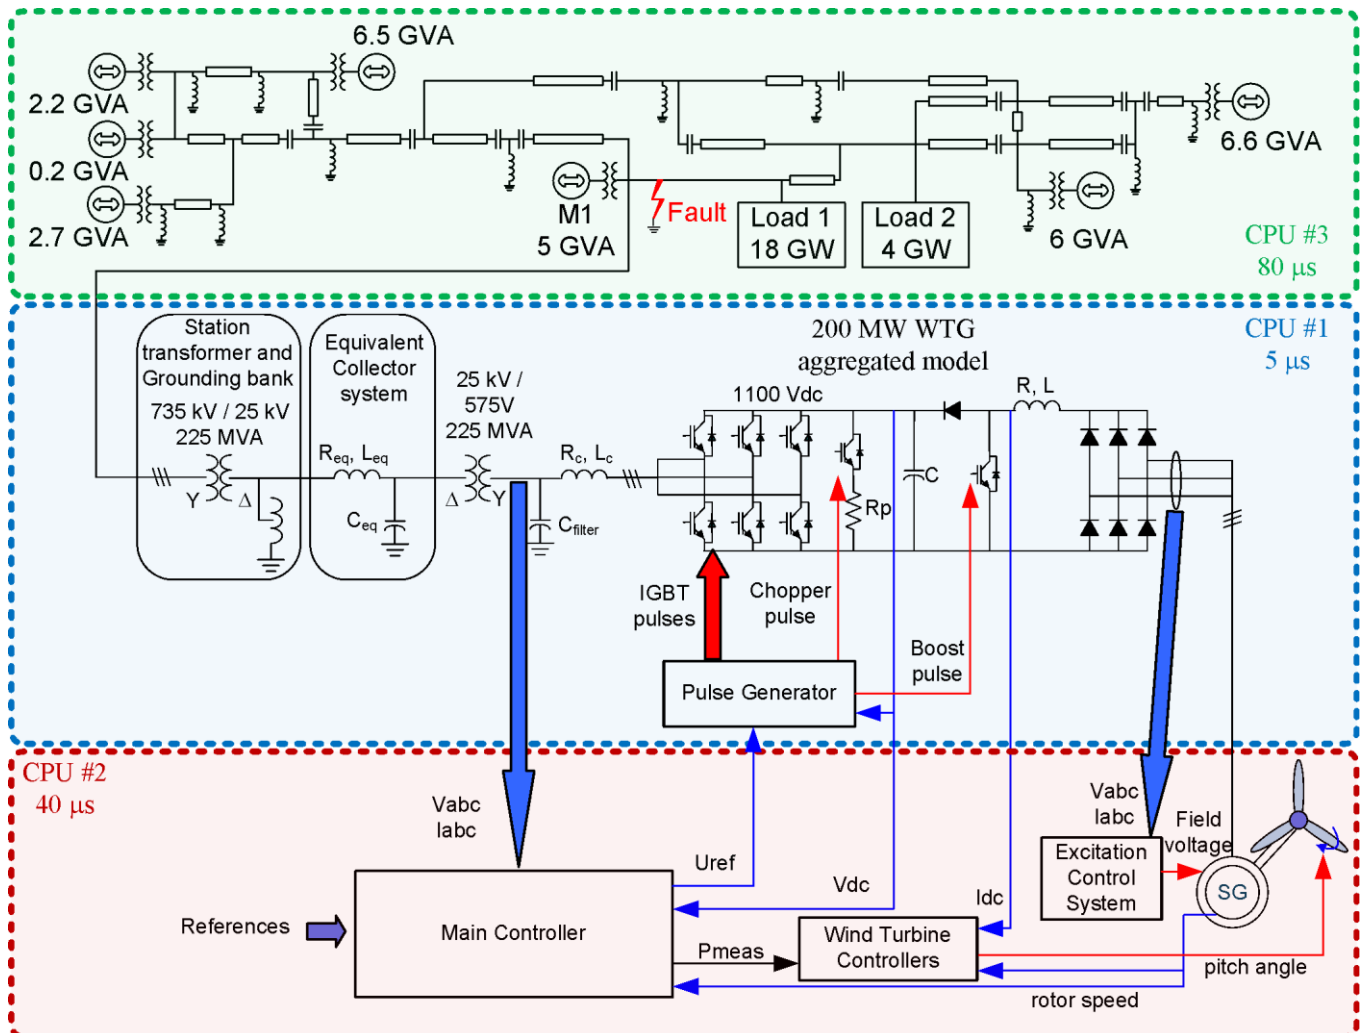 6.5 GVA
2.2 GVA
0.2 GVA
2.7 GVA
M1
5 GVA
Fault
Load 1
18 GW
Load 2
4 GW
6 GVA
6.6 GVA
CPU #3
80 µs
Station
transformer and
Grounding bank
735 kV / 25 kV
225 MVA
Y
Δ
Equivalent
Collector
system
Req, Leq
Ceq
25 kV /
575V
225 MVA
Δ
Y
Rc, Lc
Cfilter
200 MW WTG
aggregated model
1100 Vdc
R, L
C
Rp
CPU #1
5 µs
IGBT
pulses
Chopper
pulse
Boost
pulse
Pulse Generator
CPU #2
40 µs
Vabc
Iabc
Uref
Vdc
Idc
Vabc
Iabc
Field
voltage
Excitation
Control
System
SG
References
Main Controller
Pmeas
Wind Turbine
Controllers
pitch angle
rotor speed